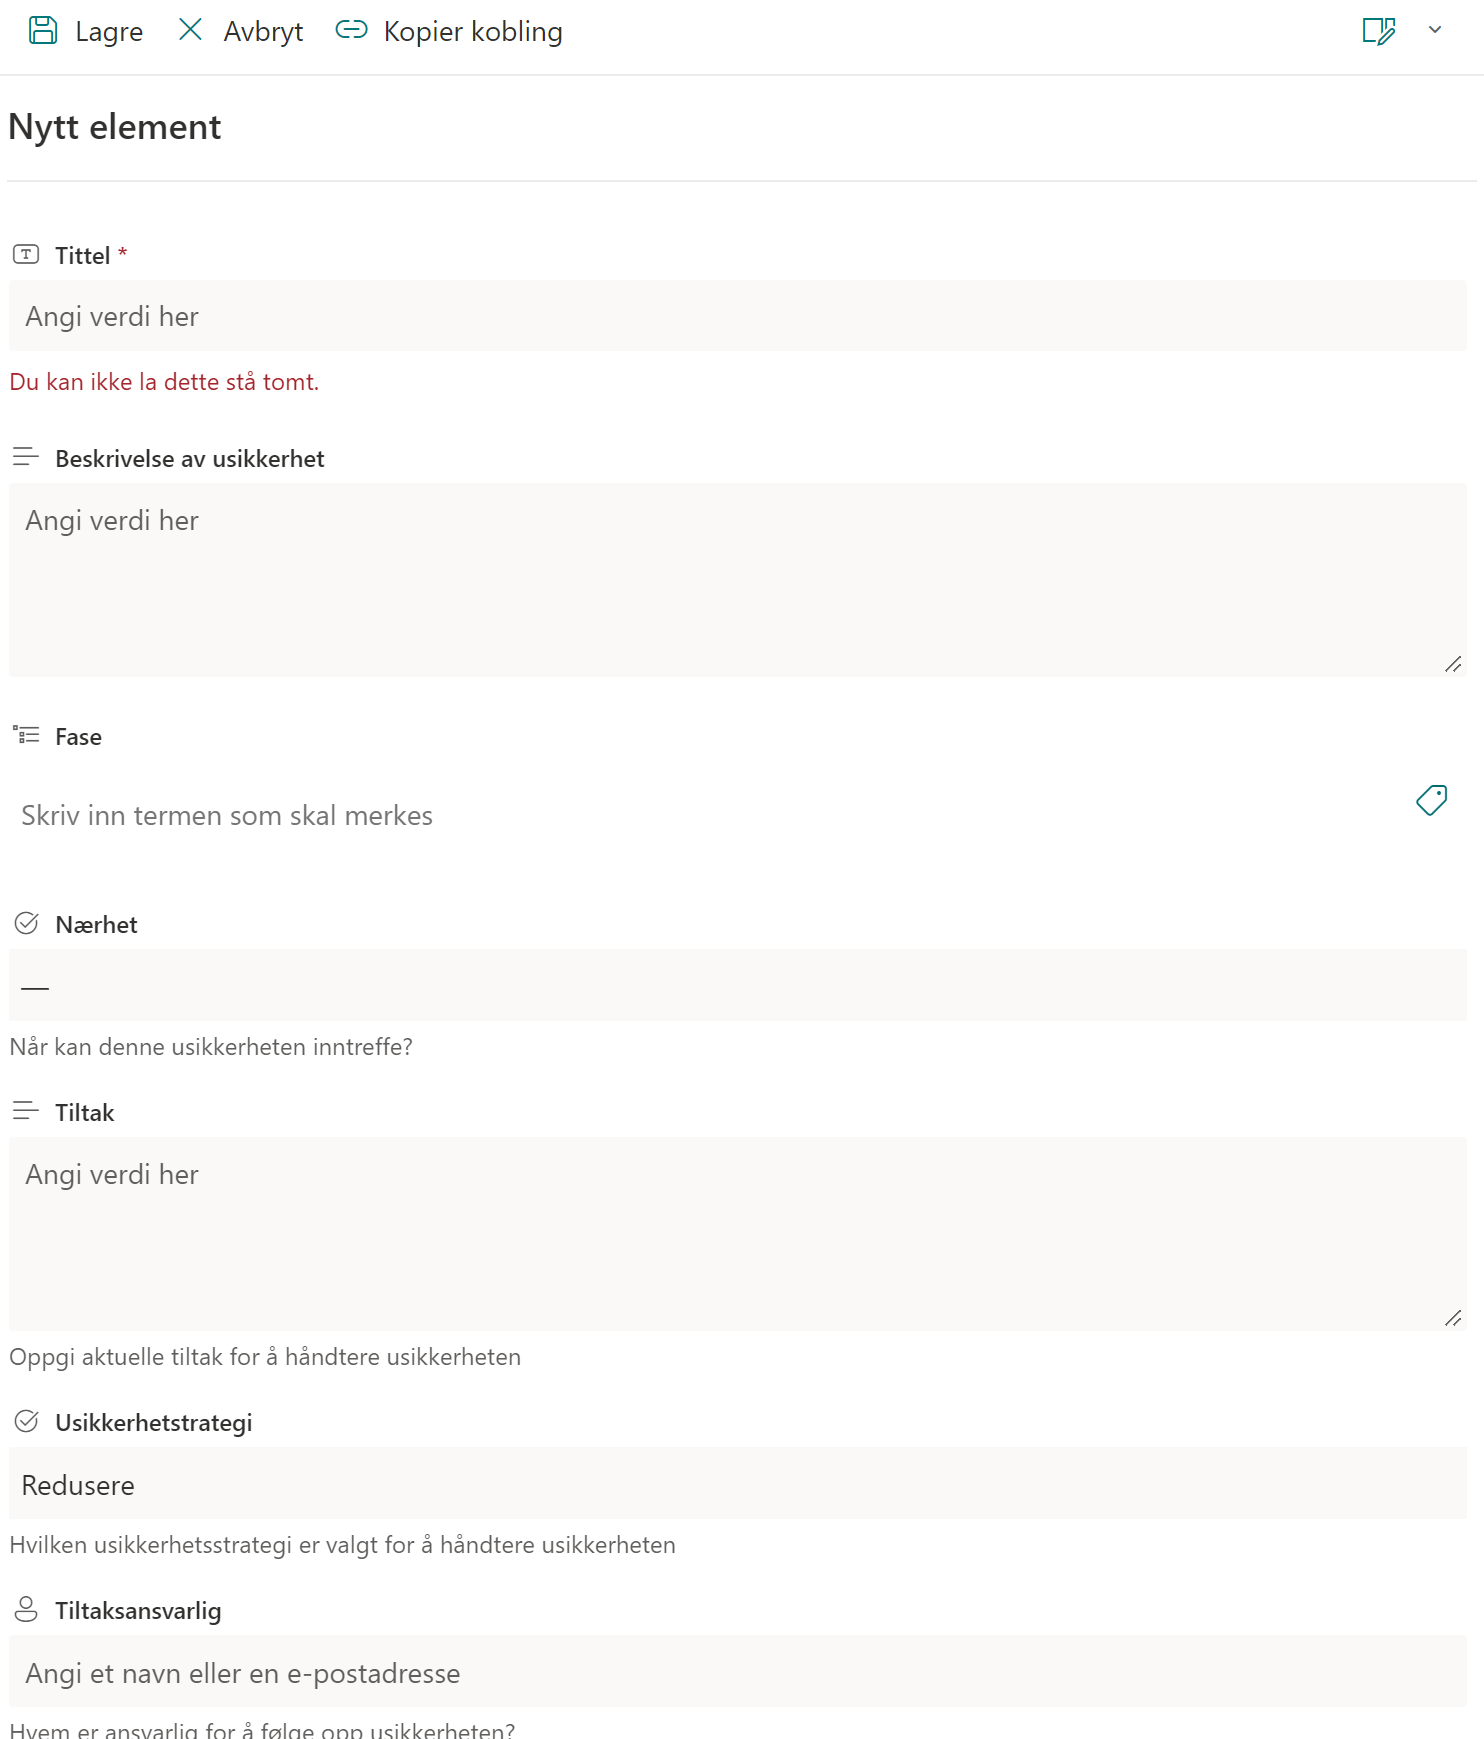 Lagre Avbryt Kopier kobling
Nytt element
Tittel *
Angi verdi her
Du kan ikke la dette stå tomt.
Beskrivelse av usikkerhet
Angi verdi her
Fase
Skriv inn termen som skal merkes
Nærhet
—
Når kan denne usikkerheten inntreffe?
Tiltak
Angi verdi her
Oppgi aktuelle tiltak for å håndtere usikkerheten
Usikkerhetstrategi
Redusere
Hvilken usikkerhetsstrategi er valgt for å håndtere usikkerheten
Tiltaksansvarlig
Angi et navn eller en e-postadresse
Hvem er ansvarlig for å følge opp usikkerheten?